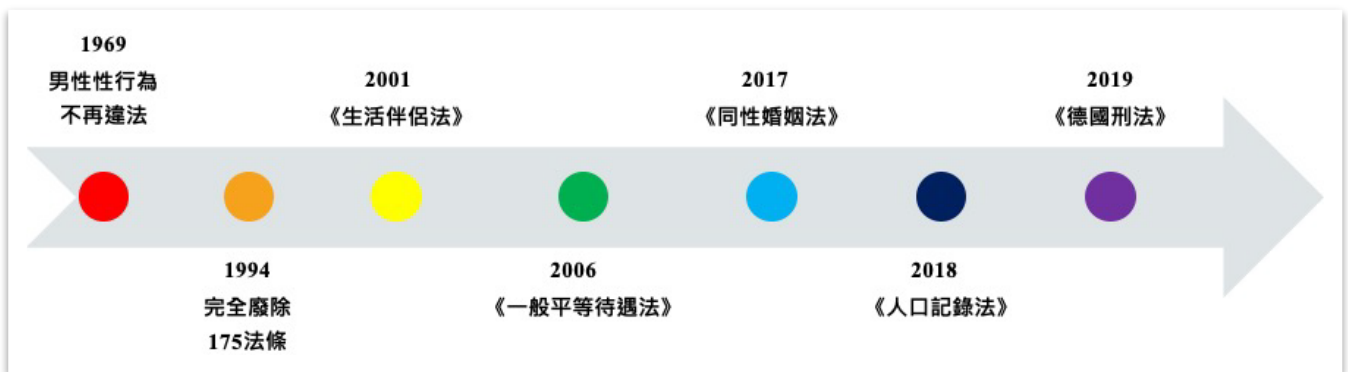 1969
男性性行為
不再違法
1994
完全廢除
175法條
2001
《生活伴侶法》
2006
《一般平等待遇法》
2017
《同性婚姻法》
2018
《人口記錄法》
2019
《德國刑法》